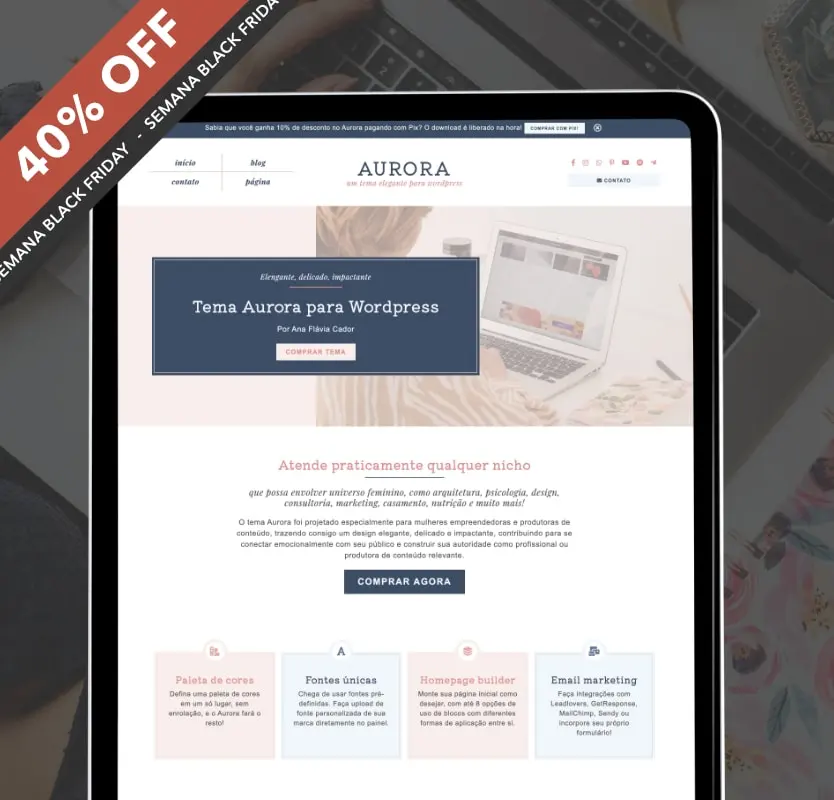 40% OFF
SEMANA BLACK FRIDAY - SEMANA BLACK FRIDA
Sabia que você ganha 10% de desconto no Aurora pagando com Pix? O download é liberado na hora! COMPRAR COM PIX!
início blog
contato página
AURORA
um tema elegante para wordpress
CONTATO
Elengante, delicado, impactante
Tema Aurora para Wordpress
Por Ana Flávia Cador
COMPRAR TEMA
Atende praticamente qualquer nicho
que possa envolver universo feminino, como arquitetura, psicologia, design,
consultoria, marketing, casamento, nutrição e muito mais!
O tema Aurora foi projetado especialmente para mulheres empreendedoras e produtoras de
conteúdo, trazendo consigo um design elegante, delicado e impactante, contribuindo para se
conectar emocionalmente com seu público e construir sua autoridade como profissional ou
produtora de conteúdo relevante.
COMPRAR AGORA
Paleta de cores
Defina uma paleta de cores
em um só lugar, sem
enrolação, e o Aurora fará o
resto!
A
Fontes únicas
Chega de usar fontes pré-
definidas. Faça upload de
fonte personalizada de sua
marca diretamente no painel.
Homepage builder
Monte sua página inicial como
desejar, com até 8 opções de
uso de blocos com diferentes
formas de aplicação entre si.
Email marketing
Faça integrações com
Leadlovers, GetResponse,
MailChimp, Sendy ou
incorpore seu próprio
formulário!